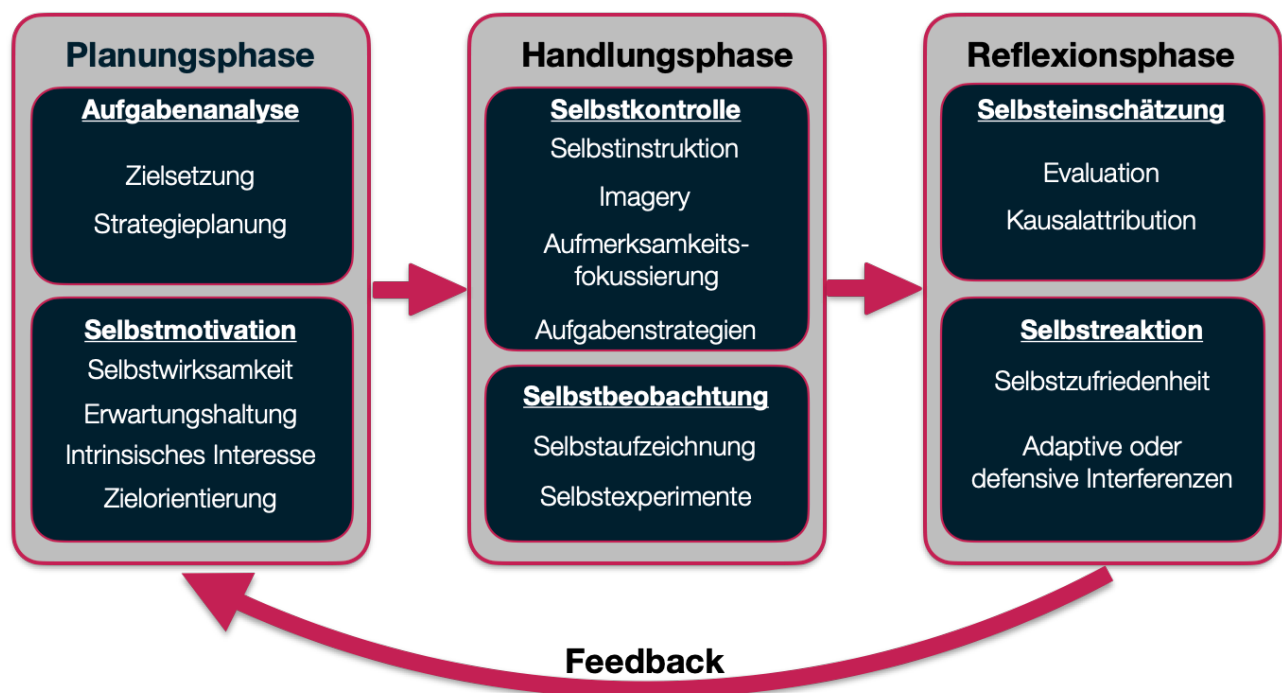 Planungsphase
Aufgabenanalyse
Zielsetzung
Strategieplanung
Selbstmotivation
Selbstwirksamkeit
Erwartungshaltung
Intrinsisches Interesse
Zielorientierung
Handlungsphase
Selbstkontrolle
Selbstinstruktion
Imagery
Aufmerksamkeits-
fokussierung
Aufgabenstrategien
Selbstbeobachtung
Selbstaufzeichnung
Selbstexperimente
Reflexionsphase
Selbsteinschätzung
Evaluation
Kausalattribution
Selbstreaktion
Selbstzufriedenheit
Adaptive oder
defensive Interferenzen
Feedback